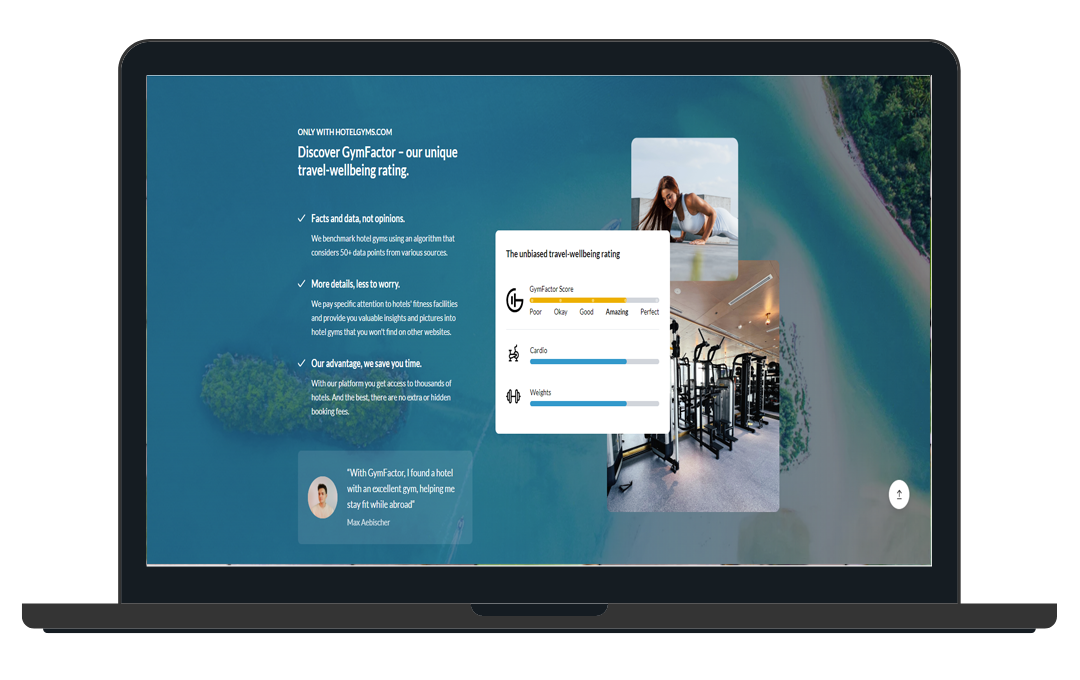 ONLY WITH HOTELGYMS.COM
Discover GymFactor – our unique
travel-wellbeing rating.
Facts and data, not opinions.
We benchmark hotel gyms using an algorithm that
considers 50+ data points from various sources.
More details, less to worry.
We pay specific attention to hotels' fitness facilities
and provide you valuable insights and pictures into
hotel gyms that you won't find on other websites.
Our advantage, we save you time.
With our platform you get access to thousands of
hotels. And the best, there are no extra or hidden
booking fees.
"With GymFactor, I found a hotel
with an excellent gym, helping me
stay fit while abroad"
Max Aebischer
The unbiased travel-wellbeing rating
GymFactor Score
Poor Okay Good Amazing Perfect
Cardio
Weights